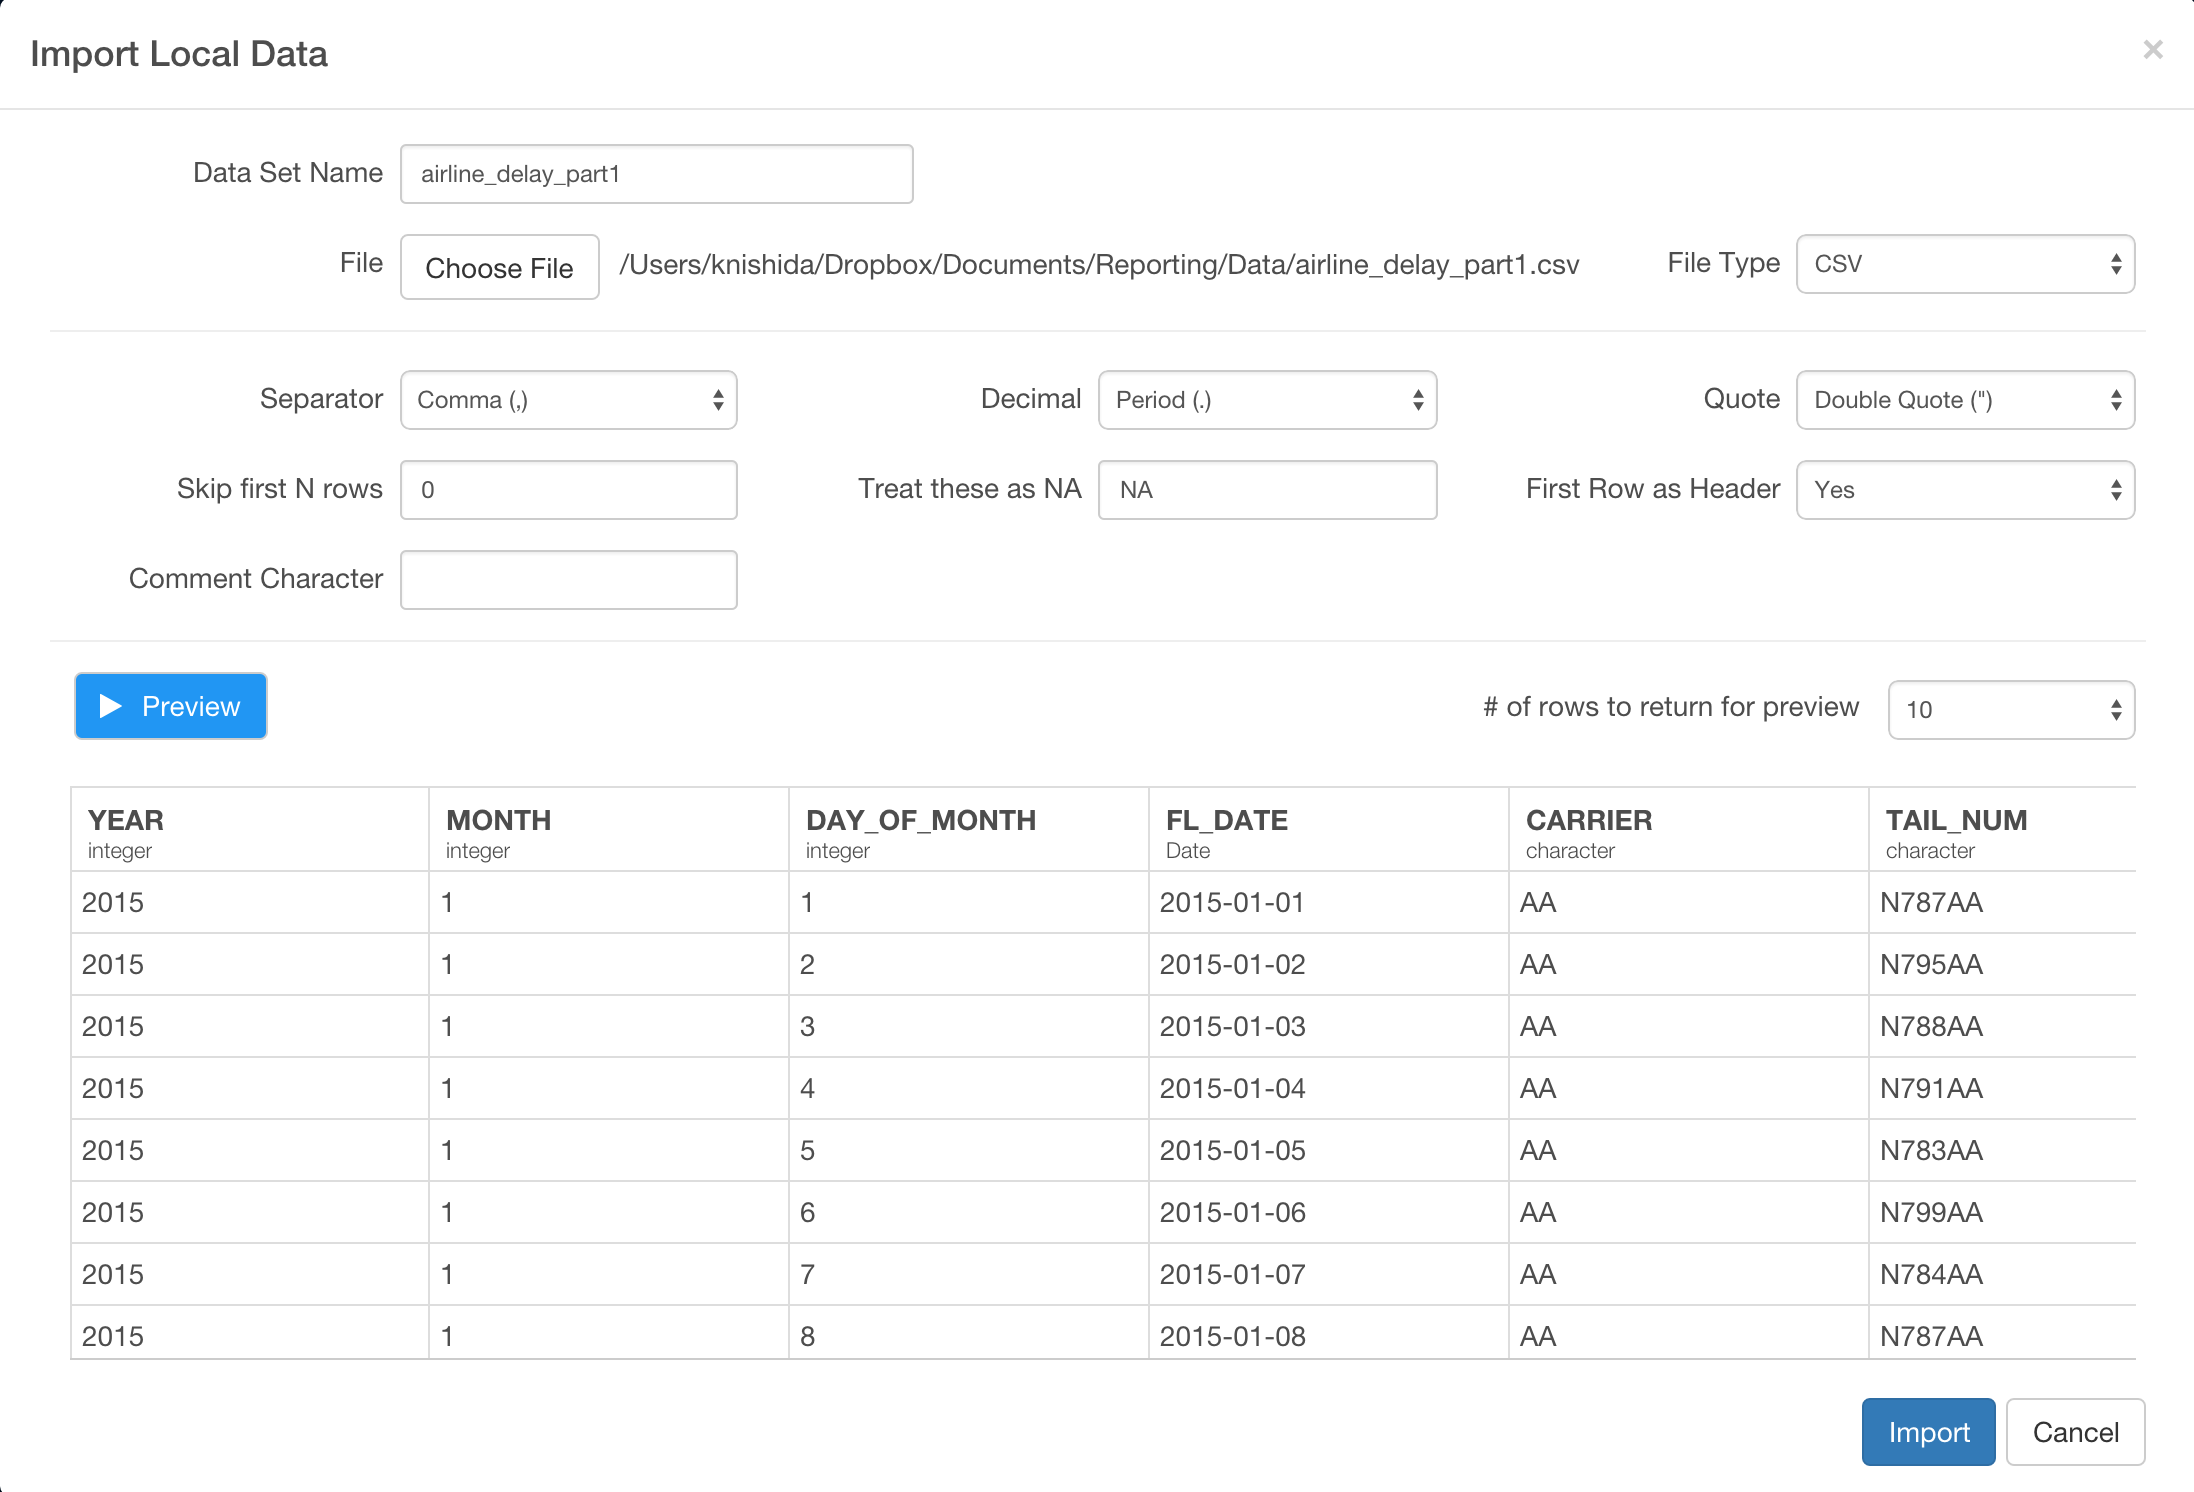 Import Local Data ×
Data Set Name airline_delay_part1
File Choose File /Users/knishida/Dropbox/Documents/Reporting/Data/airline_delay_part1.csv File Type CSV
Separator Comma (,) Decimal Period (.) Quote Double Quote (")
Skip first N rows 0 Treat these as NA NA First Row as Header Yes
Comment Character
Preview # of rows to return for preview 10
YEAR MONTH DAY_OF_MONTH FL_DATE CARRIER TAIL_NUM
integer integer integer Date character character
2015 1 1 2015-01-01 AA N787AA
2015 1 2 2015-01-02 AA N795AA
2015 1 3 2015-01-03 AA N788AA
2015 1 4 2015-01-04 AA N791AA
2015 1 5 2015-01-05 AA N783AA
2015 1 6 2015-01-06 AA N799AA
2015 1 7 2015-01-07 AA N784AA
2015 1 8 2015-01-08 AA N787AA
Import Cancel